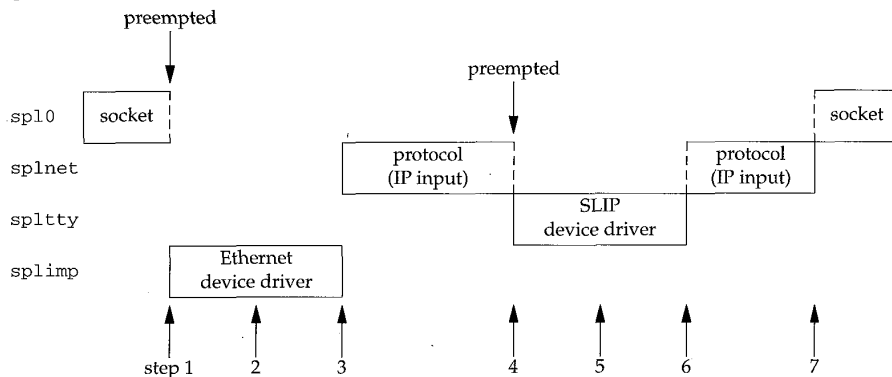 preempted
preempted
spl0
socket
socket
splnet
protocol
(IP input)
protocol
(IP input)
spltty
SLIP
device driver
splimp
Ethernet
device driver
step 1
2
3
4
5
6
7